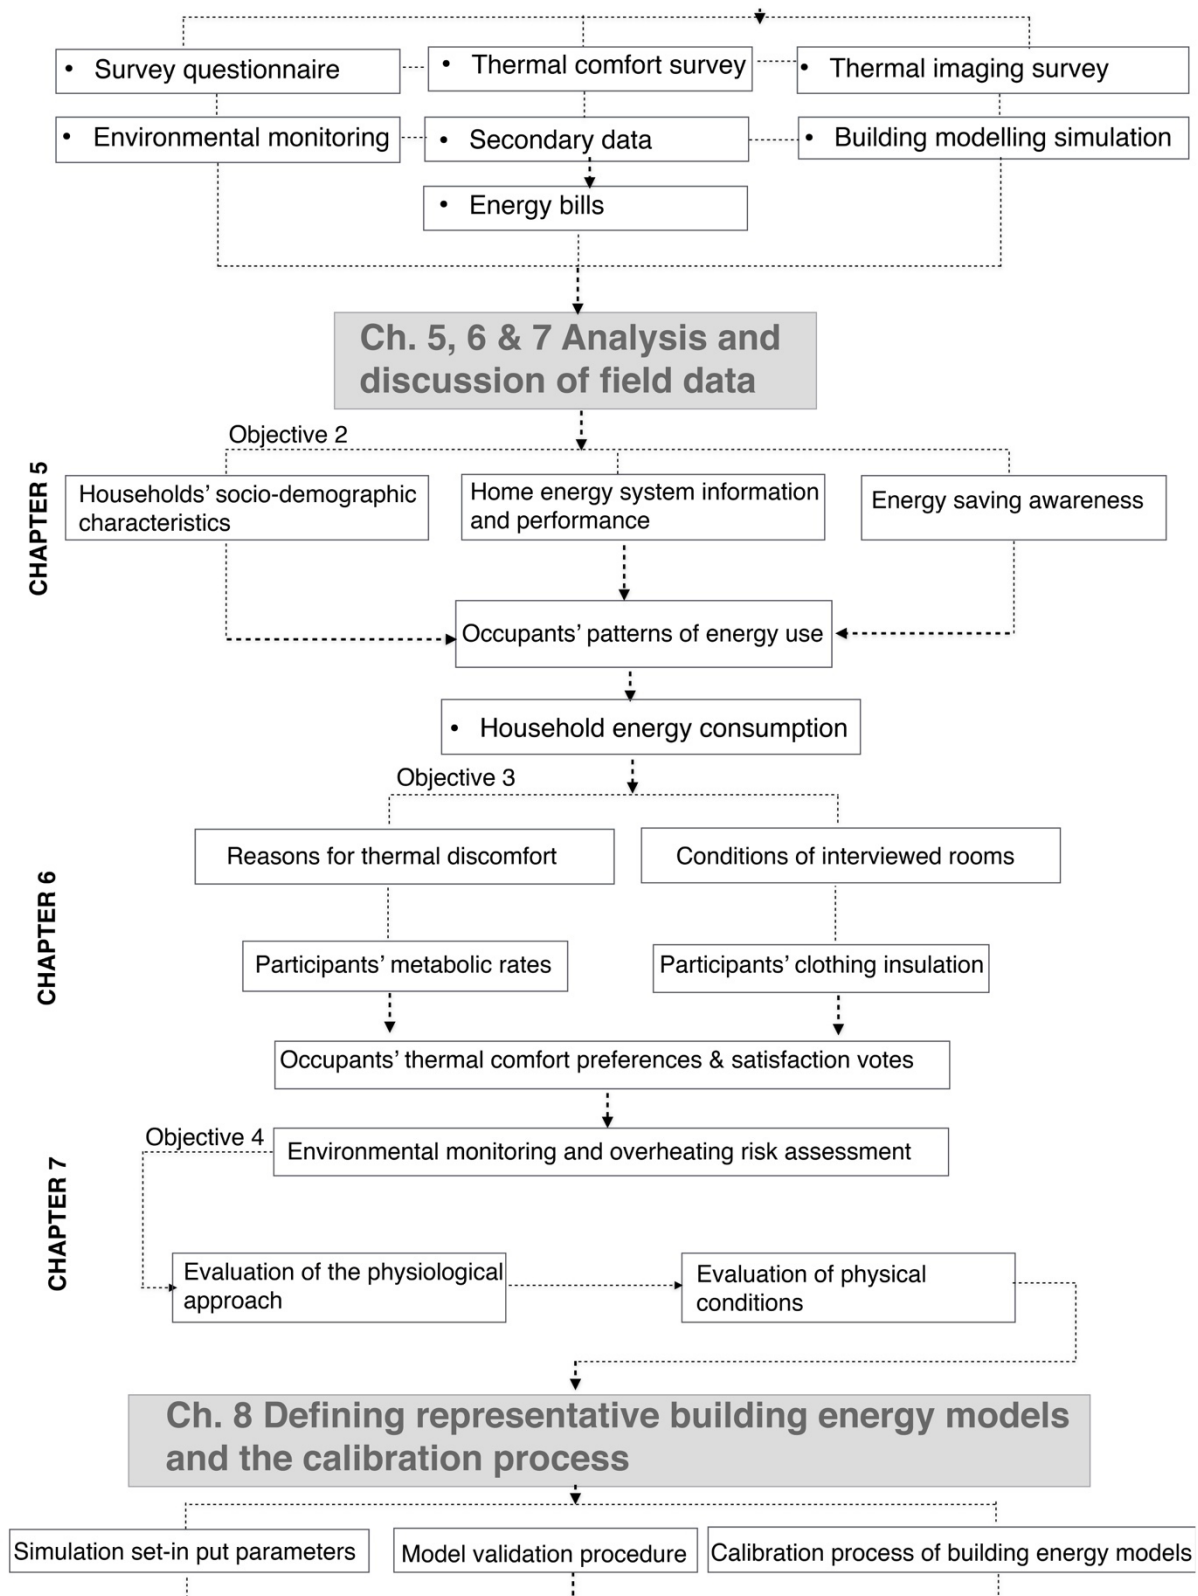 • Survey questionnaire
• Thermal comfort survey
• Thermal imaging survey
• Environmental monitoring
• Secondary data
• Building modelling simulation
• Energy bills
Ch. 5, 6 & 7 Analysis and
discussion of field data
Objective 2
CHAPTER 5
Households’ socio-demographic
characteristics
Home energy system information
and performance
Energy saving awareness
Occupants’ patterns of energy use
• Household energy consumption
Objective 3
CHAPTER 6
Reasons for thermal discomfort
Conditions of interviewed rooms
Participants’ metabolic rates
Participants’ clothing insulation
Occupants’ thermal comfort preferences & satisfaction votes
Objective 4
CHAPTER 7
Environmental monitoring and overheating risk assessment
Evaluation of the physiological
approach
Evaluation of physical
conditions
Ch. 8 Defining representative building energy models
and the calibration process
Simulation set-in put parameters
Model validation procedure
Calibration process of building energy models